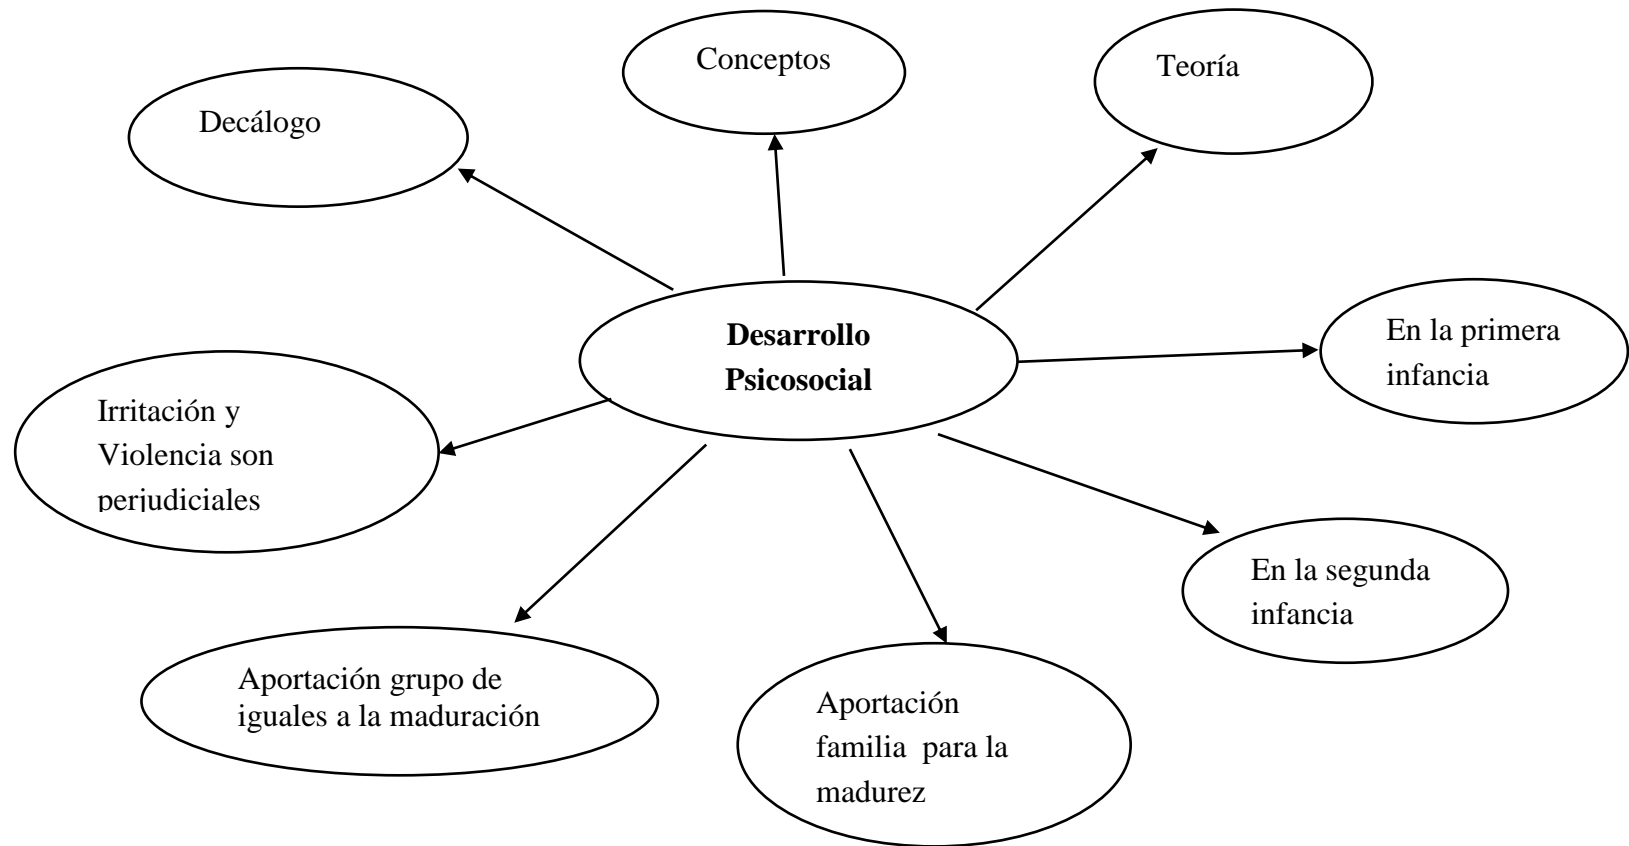 Conceptos
Teoría
Decálogo
Desarrollo
Psicosocial
En la primera
infancia
Irritación y
Violencia son
perjudiciales
En la segunda
infancia
Aportación grupo de
iguales a la maduración
Aportación
familia para la
madurez